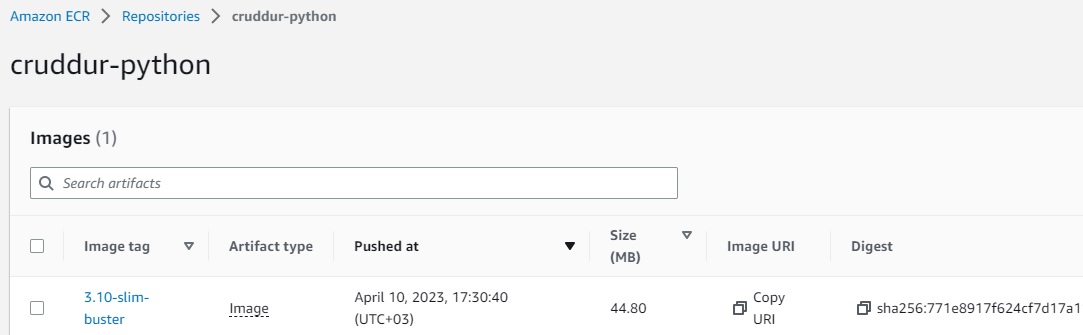 Amazon ECR > Repositories > cruddur-python
cruddur-python
Images (1)
Search artifacts
Image tag Artifact type Pushed at Size (MB) Image URI Digest
3.10-slim-buster Image April 10, 2023, 17:30:40 (UTC+03) 44.80 Copy URI sha256:771e8917f624cf7d17a1